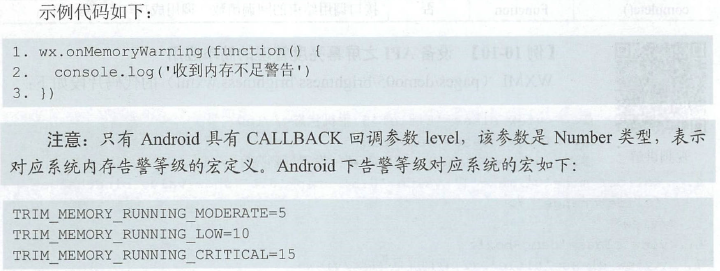 示例代码如下：
1. wx.onMemoryWarning(function() {
2.   console.log('收到内存不足警告')
3. })
注意：只有 Android 具有 CALLBACK 回调参数 level，该参数是 Number 类型，表示
对应系统内存告警等级的宏定义。Android 下告警等级对应系统的宏如下：
TRIM_MEMORY_RUNNING_MODERATE=5
TRIM_MEMORY_RUNNING_LOW=10
TRIM_MEMORY_RUNNING_CRITICAL=15